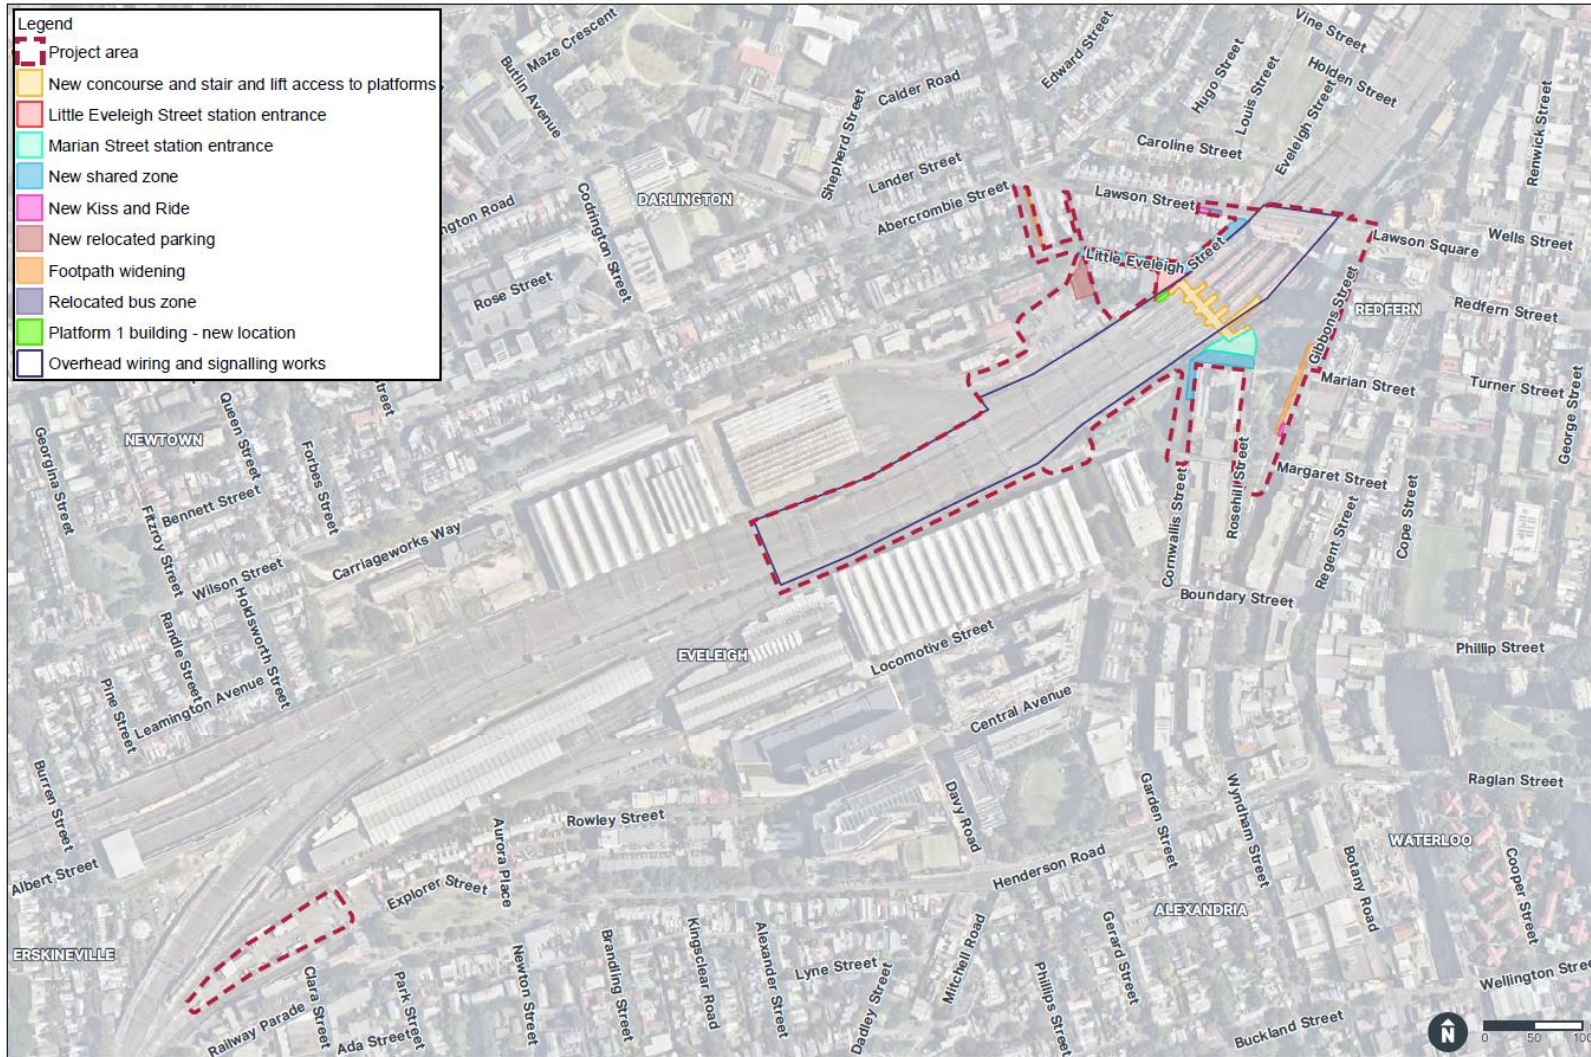 Legend
Project area
New concourse and stair and lift access to platforms
Little Eveleigh Street station entrance
Marian Street station entrance
New shared zone
New Kiss and Ride
New relocated parking
Footpath widening
Relocated bus zone
Platform 1 building - new location
Overhead wiring and signalling works
Maze Crescent
Butlin Avenue
Calder Road
Edward Street
Vine Street
Hugo Street
Louis Street
Holden Street
Eveleigh Street
Renwick Street
Caroline Street
Shepherd Street
Lander Street
DARLINGTON
Codrington Street
Abercrombie Street
Lawson Street
ngton Road
Lawson Square
Wells Street
Little Eveleigh Street
Rose Street
Gibbons Street
REDFERN
Redfern Street
Marian Street
Turner Street
George Street
treet
Queen Street
Georgina Street
NEWTOWN
Forbes Street
Bennett Street
Fitzroy Street
Carriageworks Way
Wilson Street
Holdsworth Street
Randle Street
Leamington Avenue
Pine Street
Rosehill Street
Margaret Street
Cornwallis Street
Regent Street
Cope Street
Boundary Street
Phillip Street
EVELEIGH
Locomotive Street
Central Avenue
Burren Street
Albert Street
Rowley Street
Aurora Place
Explorer Street
Davy Road
Garden Street
Wyndham Street
Raglan Street
WATERLOO
Henderson Road
Botany Road
Cooper Street
ALEXANDRIA
ERSKINEVILLE
Clara Street
Park Street
Newton Street
Brandling Street
Kingsclear Road
Alexander Street
Lyne Street
Mitchell Road
Gerard Street
Dadley Street
Phillips Street
Wellington Stree
Railway Parade
Ada Street
Buckland Street
N
0 50 100